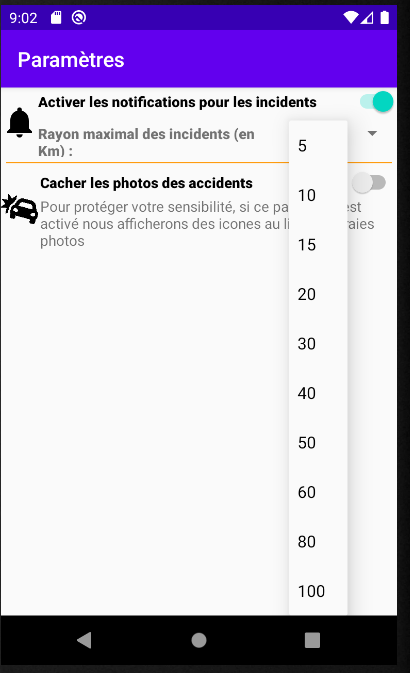 9:02
Paramètres
Activer les notifications pour les incidents
Rayon maximal des incidents (en
Km) :
Cacher les photos des accidents
Pour protéger votre sensibilité, si ce pa est
activé nous afficherons des icones au li raies
photos
5
10
15
20
30
40
50
60
80
100